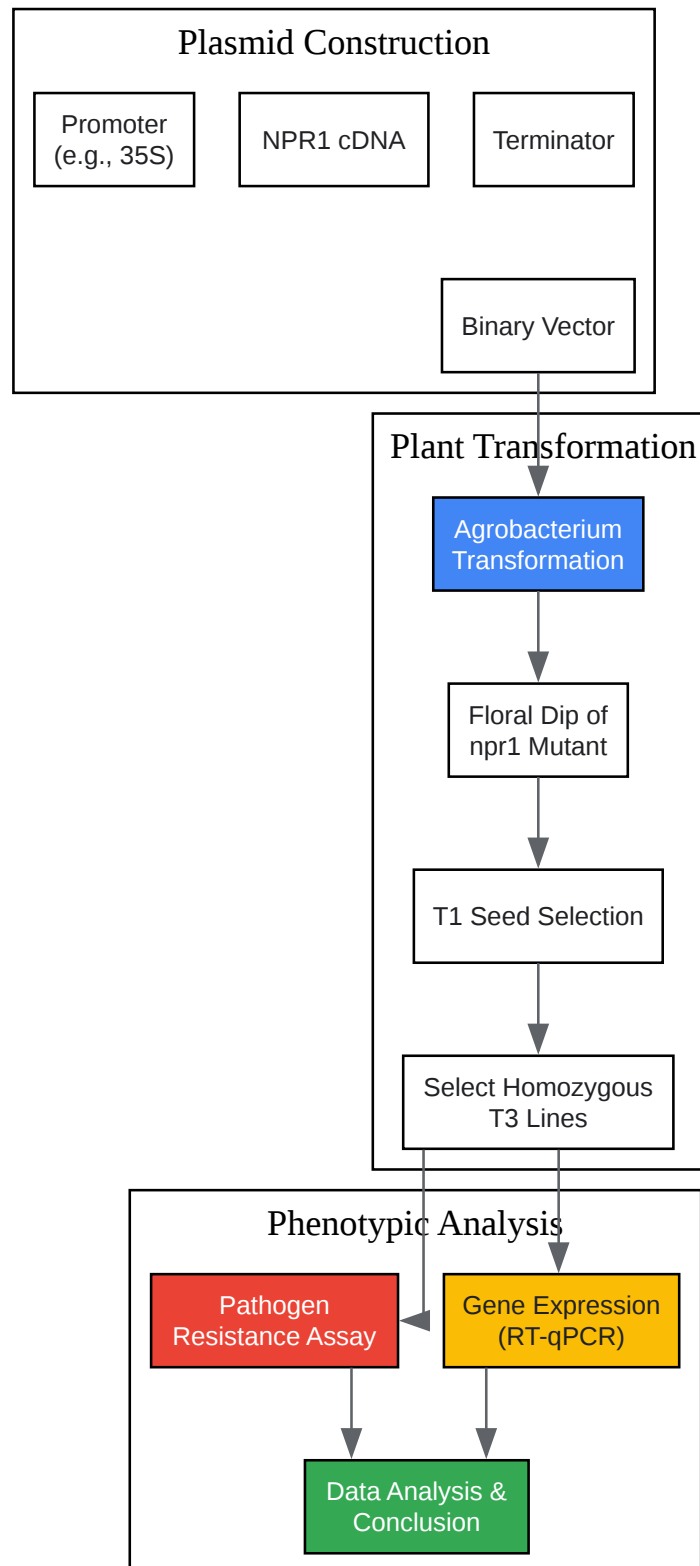 Plasmid Construction
Promoter
(e.g., 35S)
NPR1 cDNA
Terminator
Binary Vector
Plant Transformation
Agrobacterium
Transformation
Floral Dip of
npr1 Mutant
T1 Seed Selection
Select Homozygous
T3 Lines
Phenotypic Analysis
Pathogen
Resistance Assay
Gene Expression
(RT-qPCR)
Data Analysis &
Conclusion